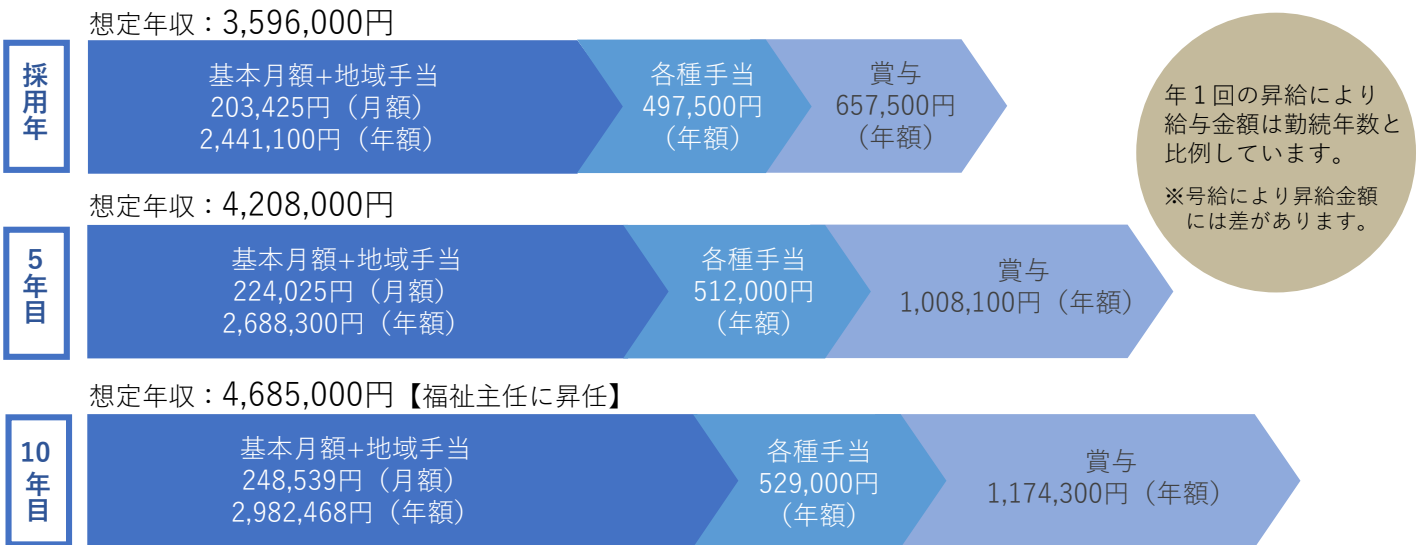 想定年収：3,596,000円
採用年
基本月額+地域手当
203,425円（月額）
2,441,100円（年額）
各種手当
497,500円
（年額）
賞与
657,500円
（年額）
年１回の昇給により
給与金額は勤続年数と
比例しています。
※号給により昇給金額
には差があります。
想定年収：4,208,000円
5年目
基本月額+地域手当
224,025円（月額）
2,688,300円（年額）
各種手当
512,000円
（年額）
賞与
1,008,100円（年額）
想定年収：4,685,000円【福祉主任に昇任】
10年目
基本月額+地域手当
248,539円（月額）
2,982,468円（年額）
各種手当
529,000円
（年額）
賞与
1,174,300円（年額）